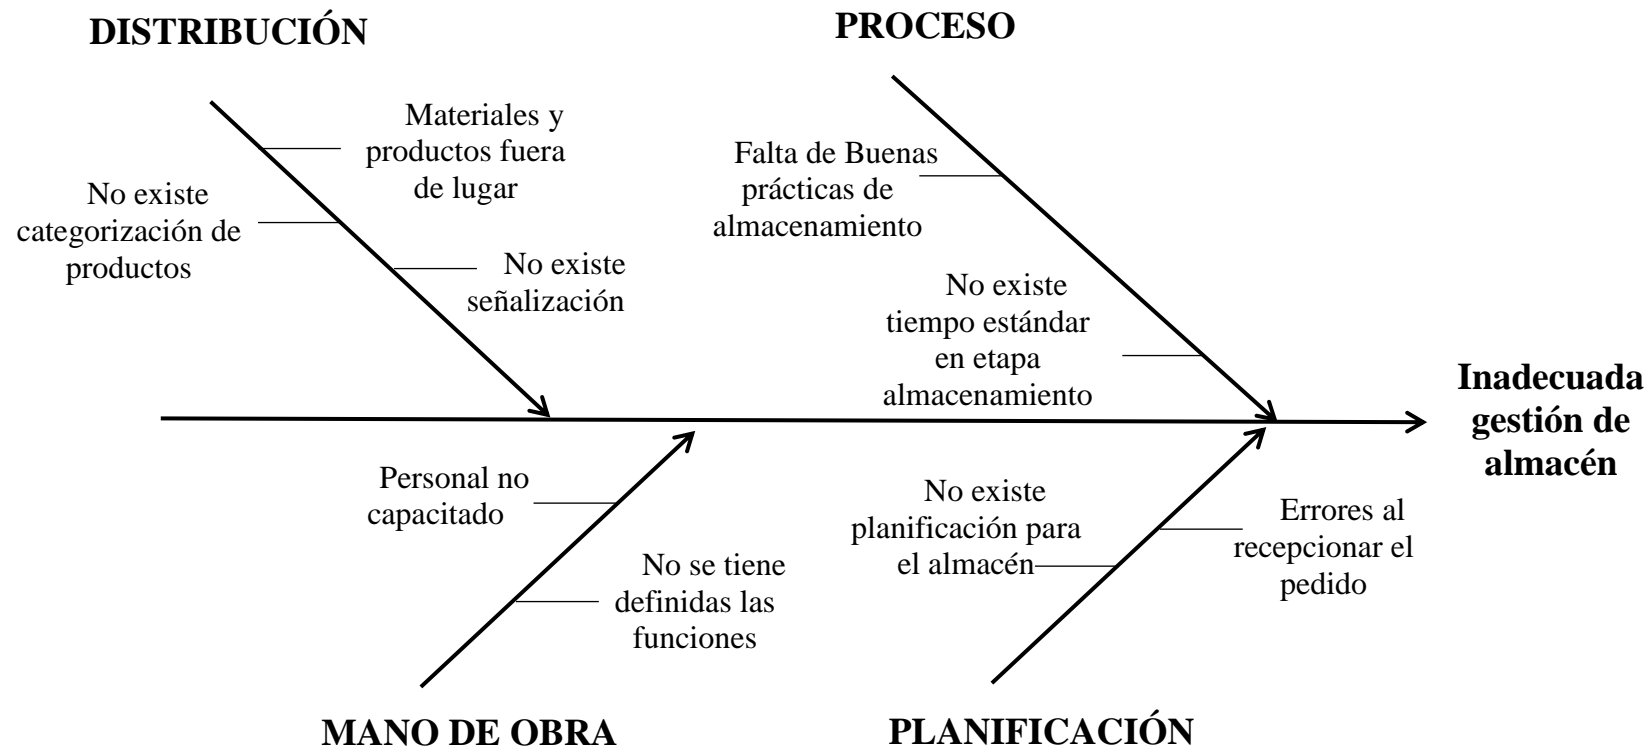 DISTRIBUCIÓN
PROCESO
Materiales y
productos fuera
de lugar
No existe
categorización de
productos
No existe
señalización
Falta de Buenas
prácticas de
almacenamiento
No existe
tiempo estándar
en etapa
almacenamiento
Inadecuada
gestión de
almacén
Personal no
capacitado
No se tiene
definidas las
funciones
No existe
planificación para
el almacén
Errores al
recepcionar el
pedido
MANO DE OBRA
PLANIFICACIÓN